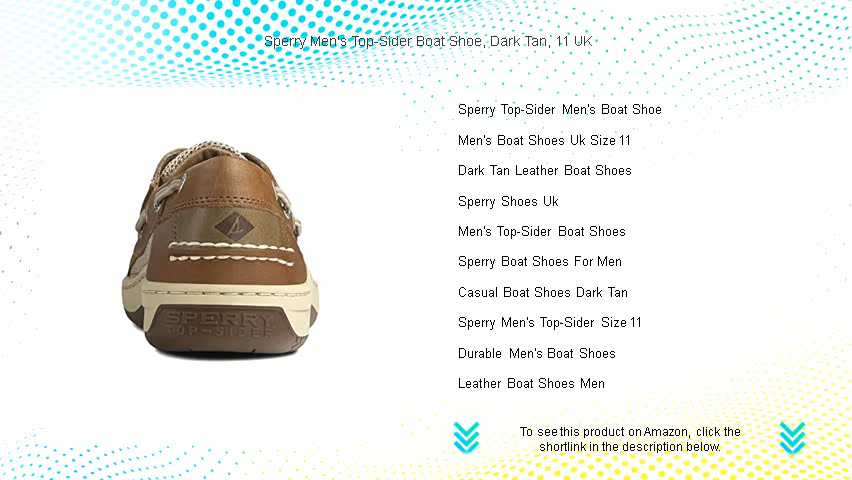 Sperry Men's Top-Sider Boat Shoe, Dark Tan, 11 UK
Sperry Top-Sider Men's Boat Shoe
Men's Boat Shoes Uk Size 11
Dark Tan Leather Boat Shoes
Sperry Shoes Uk
Men's Top-Sider Boat Shoes
Sperry Boat Shoes For Men
Casual Boat Shoes Dark Tan
Sperry Men's Top-Sider Size 11
Durable Men's Boat Shoes
Leather Boat Shoes Men
SPERRY
TOP-SIDER
To see this product on Amazon, click the
shortlink in the description below.